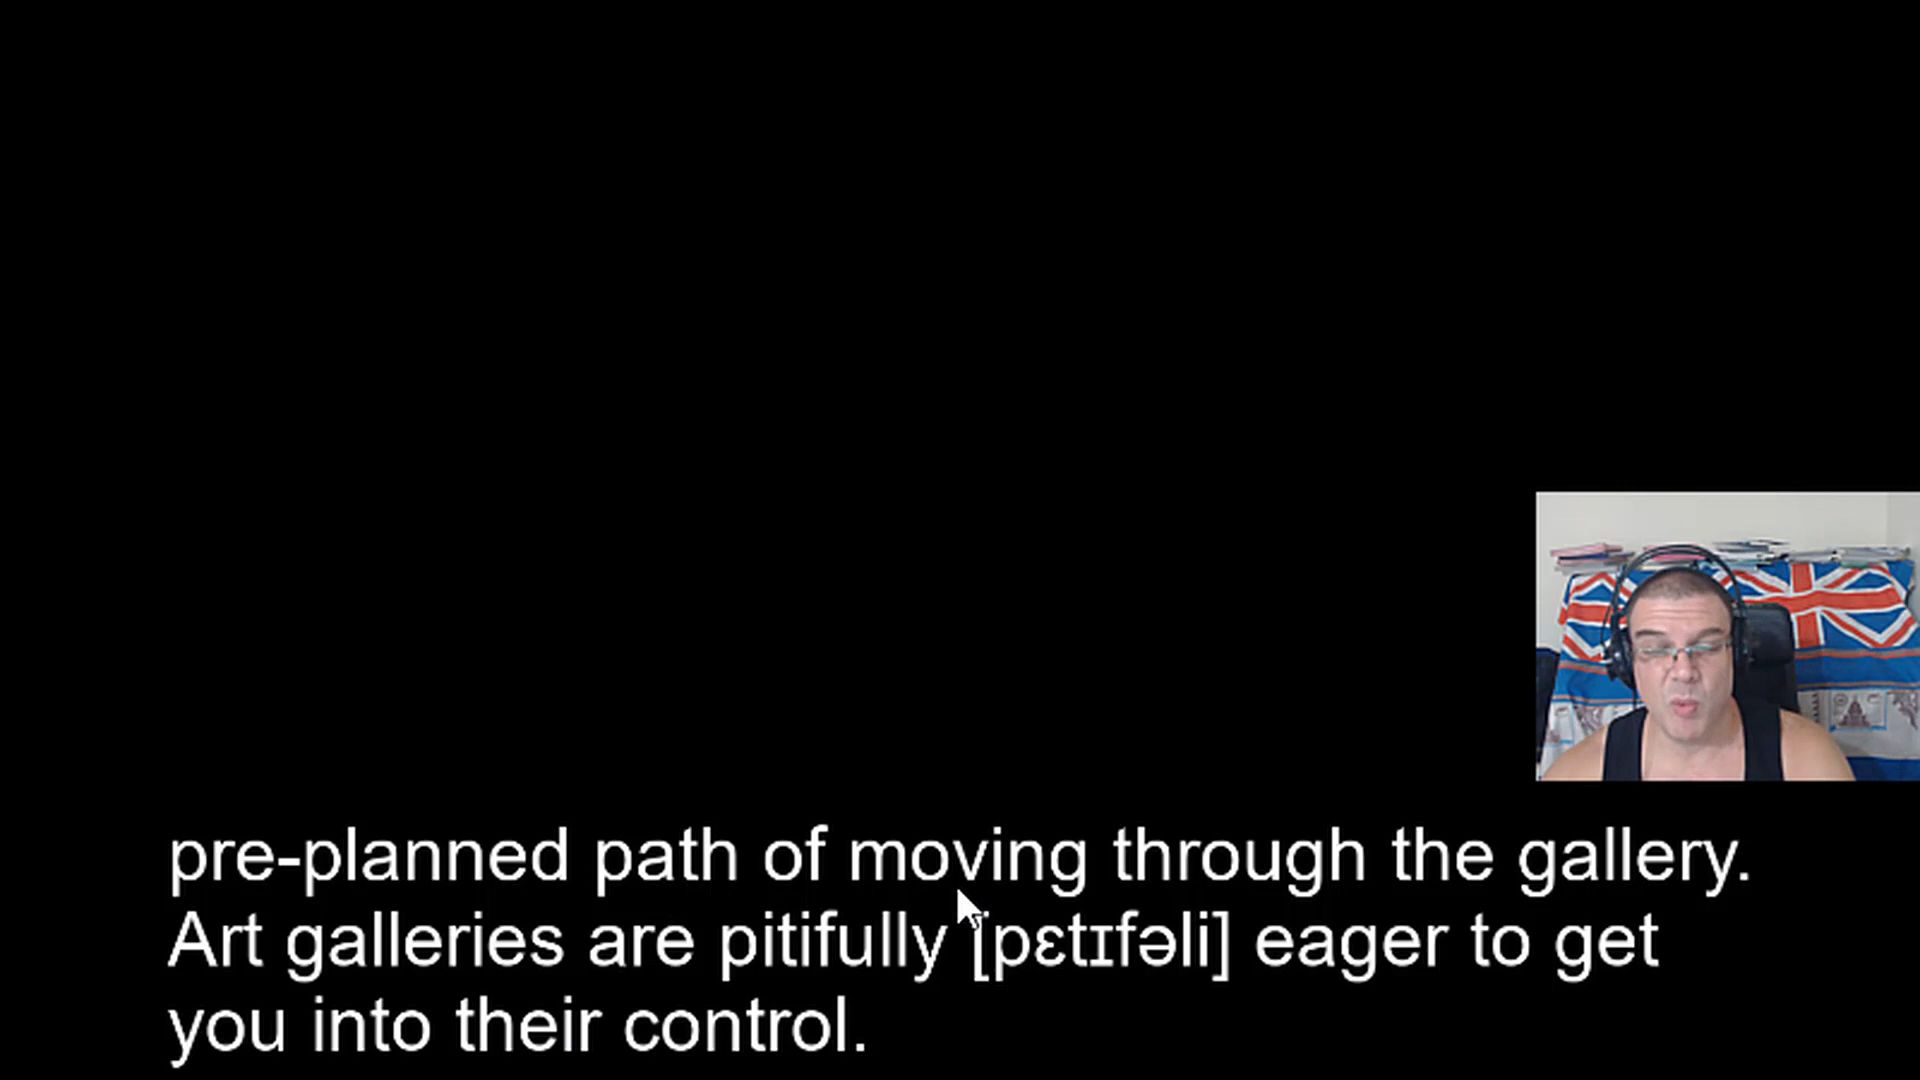 pre-planned path of moving through the gallery.
Art galleries are pitifully [pɛtɪfəli] eager to get
you into their control.